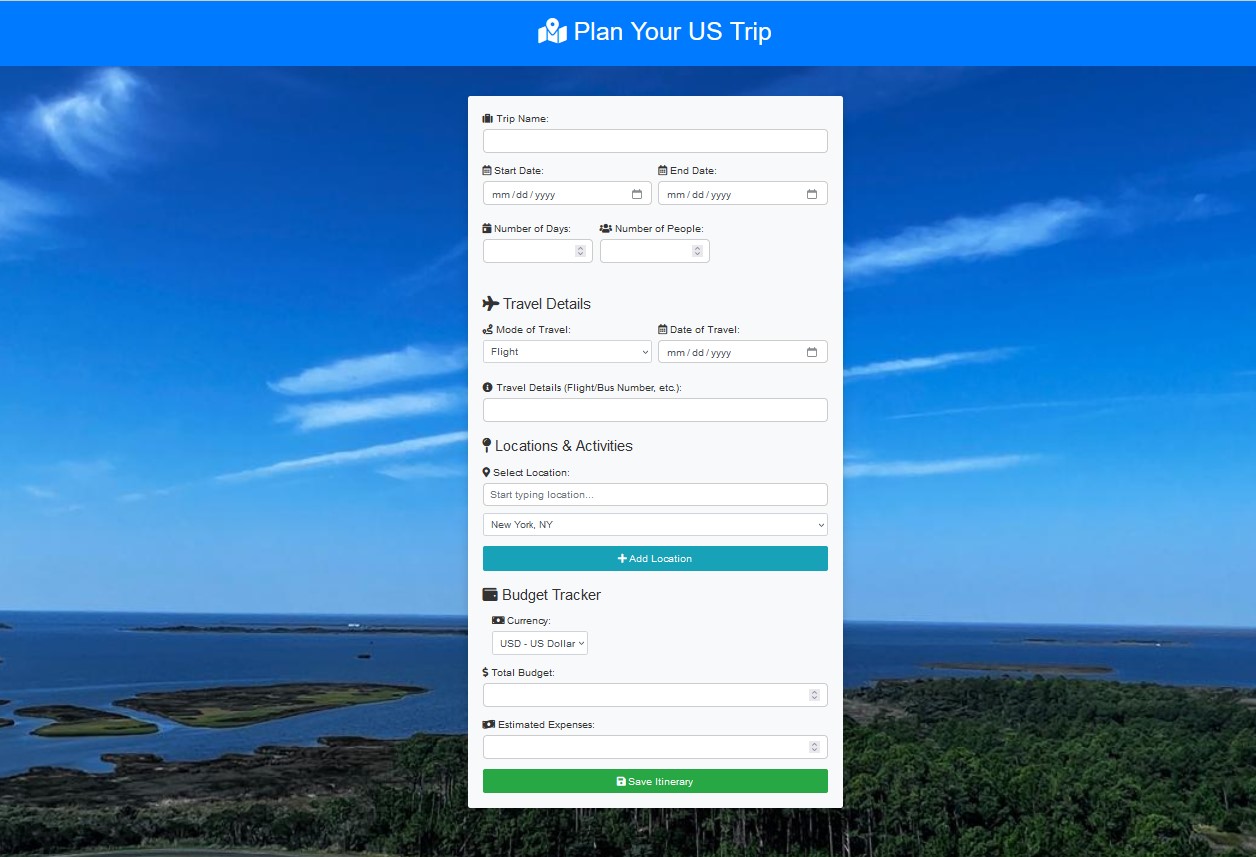 Plan Your US Trip
Trip Name:
Start Date: End Date:
mm/dd/yyyy mm/dd/yyyy
Number of Days: Number of People:
Travel Details
Mode of Travel: Date of Travel:
Flight mm/dd/yyyy
Travel Details (Flight/Bus Number, etc.):
Locations & Activities
Select Location:
Start typing location...
New York, NY
Add Location
Budget Tracker
Currency:
USD - US Dollar
$ Total Budget:
Estimated Expenses:
Save Itinerary